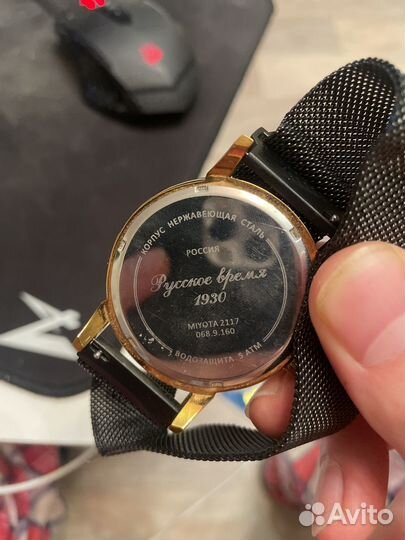 КОРПУС НЕРЖАВЕЮЩАЯ СТАЛЬ
РОССИЯ
Русское время
1930
MIYOTA 2117
068.9.160
ВОДОЗАЩИТА 5 ATM
Avito